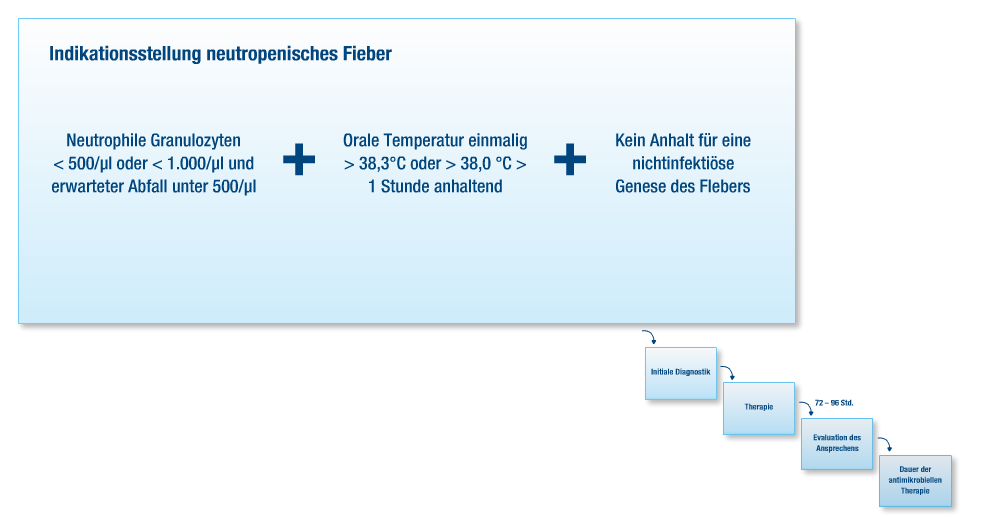 Indikationsstellung neutropenisches Fieber
Neutrophile Granulozyten
< 500/µl oder < 1.000/µl und
erwarteter Abfall unter 500/µl
+
Orale Temperatur einmalig
> 38,3°C oder > 38,0 °C >
1 Stunde anhaltend
+
Kein Anhalt für eine
nichtinfektiöse
Genese des Flebers
Initiale Diagnostik
Therapie
72 – 96 Std.
Evaluation des
Ansprechens
Dauer der
antimikrobiellen
Therapie